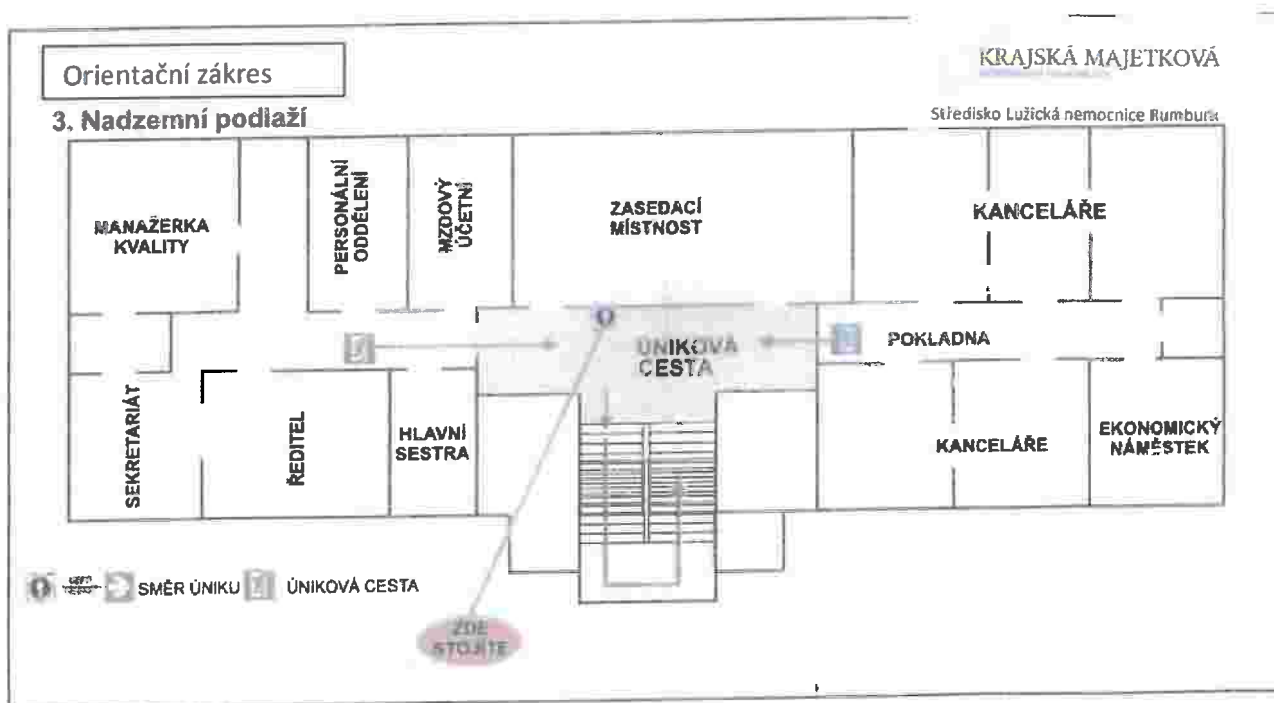 Orientační zákres
KRAJSKÁ MAJETKOVÁ
3. Nadzemní podlaží
Středisko Lužická nemocnice Rumburk
MANAŽERKA
KVALITY
PERSONÁLNÍ
ODDĚLENÍ
MZDOVÝ
ÚČETNÍ
ZASEDACÍ
MÍSTNOST
KANCELÁŘE
ÚNIKOVÁ
CESTA
POKLADNA
SEKRETARIÁT
ŘEDITEL
HLAVNÍ
SESTRA
KANCELÁŘE
EKONOMICKÝ
NÁMĚSTEK
SMĚR ÚNIKU
ÚNIKOVÁ CESTA
ZDE
STOJÍTE